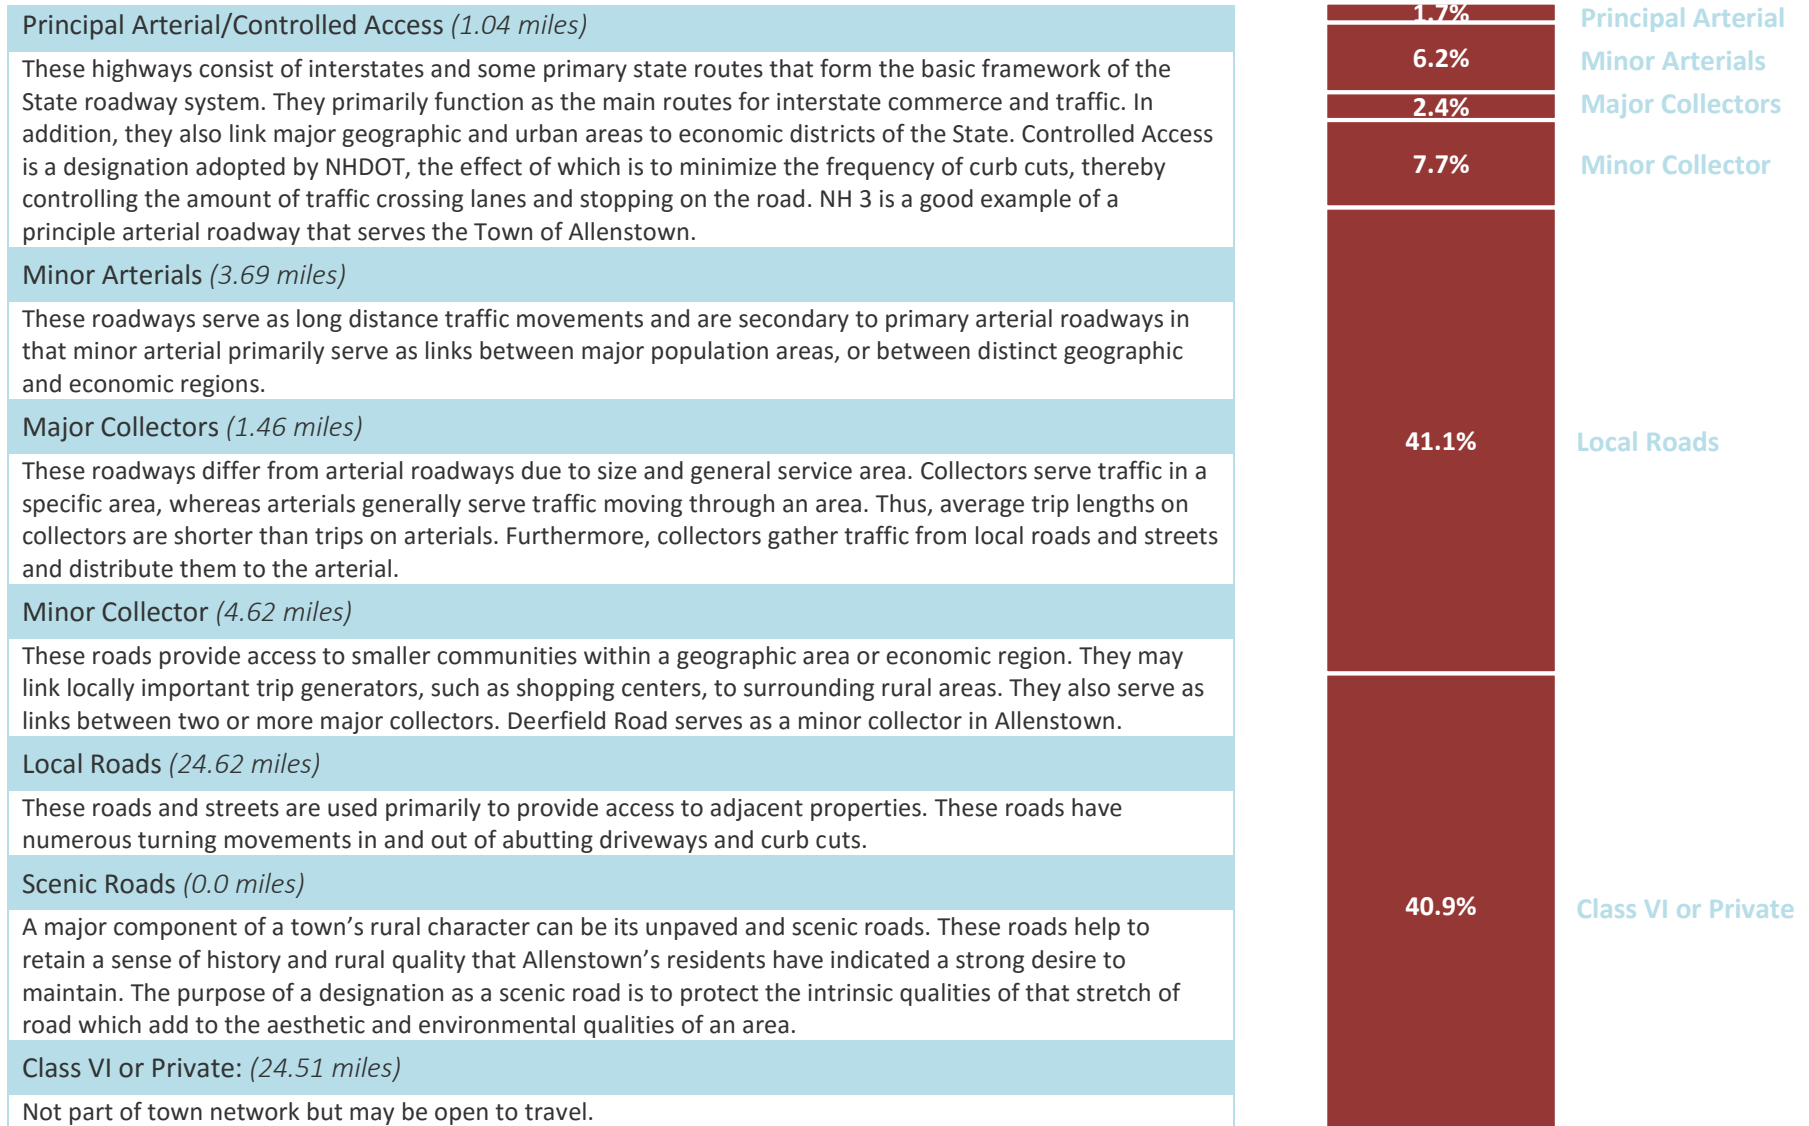 Principal Arterial/Controlled Access (1.04 miles)
These highways consist of interstates and some primary state routes that form the basic framework of the
State roadway system. They primarily function as the main routes for interstate commerce and traffic. In
addition, they also link major geographic and urban areas to economic districts of the State. Controlled Access
is a designation adopted by NHDOT, the effect of which is to minimize the frequency of curb cuts, thereby
controlling the amount of traffic crossing lanes and stopping on the road. NH 3 is a good example of a
principle arterial roadway that serves the Town of Allenstown.
Minor Arterials (3.69 miles)
These roadways serve as long distance traffic movements and are secondary to primary arterial roadways in
that minor arterial primarily serve as links between major population areas, or between distinct geographic
and economic regions.
Major Collectors (1.46 miles)
These roadways differ from arterial roadways due to size and general service area. Collectors serve traffic in a
specific area, whereas arterials generally serve traffic moving through an area. Thus, average trip lengths on
collectors are shorter than trips on arterials. Furthermore, collectors gather traffic from local roads and streets
and distribute them to the arterial.
Minor Collector (4.62 miles)
These roads provide access to smaller communities within a geographic area or economic region. They may
link locally important trip generators, such as shopping centers, to surrounding rural areas. They also serve as
links between two or more major collectors. Deerfield Road serves as a minor collector in Allenstown.
Local Roads (24.62 miles)
These roads and streets are used primarily to provide access to adjacent properties. These roads have
numerous turning movements in and out of abutting driveways and curb cuts.
Scenic Roads (0.0 miles)
A major component of a town’s rural character can be its unpaved and scenic roads. These roads help to
retain a sense of history and rural quality that Allenstown’s residents have indicated a strong desire to
maintain. The purpose of a designation as a scenic road is to protect the intrinsic qualities of that stretch of
road which add to the aesthetic and environmental qualities of an area.
Class VI or Private: (24.51 miles)
Not part of town network but may be open to travel.
1.7% Principal Arterial
6.2% Minor Arterials
2.4% Major Collectors
7.7% Minor Collector
41.1% Local Roads
40.9% Class VI or Private